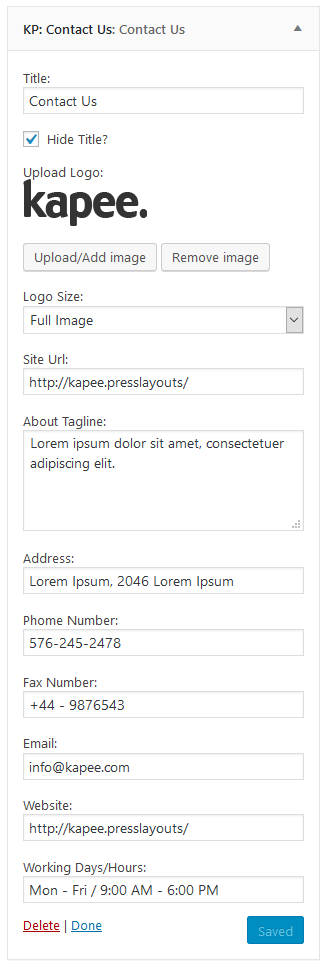 KP: Contact Us: Contact Us
Title:
Contact Us
Hide Title?
Upload Logo:
kapee.
Upload/Add image Remove image
Logo Size:
Full Image
Site Url:
http://kapee.presslayouts/
About Tagline:
Lorem ipsum dolor sit amet, consectetuer
adipiscing elit.
Address:
Lorem Ipsum, 2046 Lorem Ipsum
Phome Number:
576-245-2478
Fax Number:
+44 - 9876543
Email:
info@kapee.com
Website:
http://kapee.presslayouts/
Working Days/Hours:
Mon - Fri / 9:00 AM - 6:00 PM
Delete | Done Saved